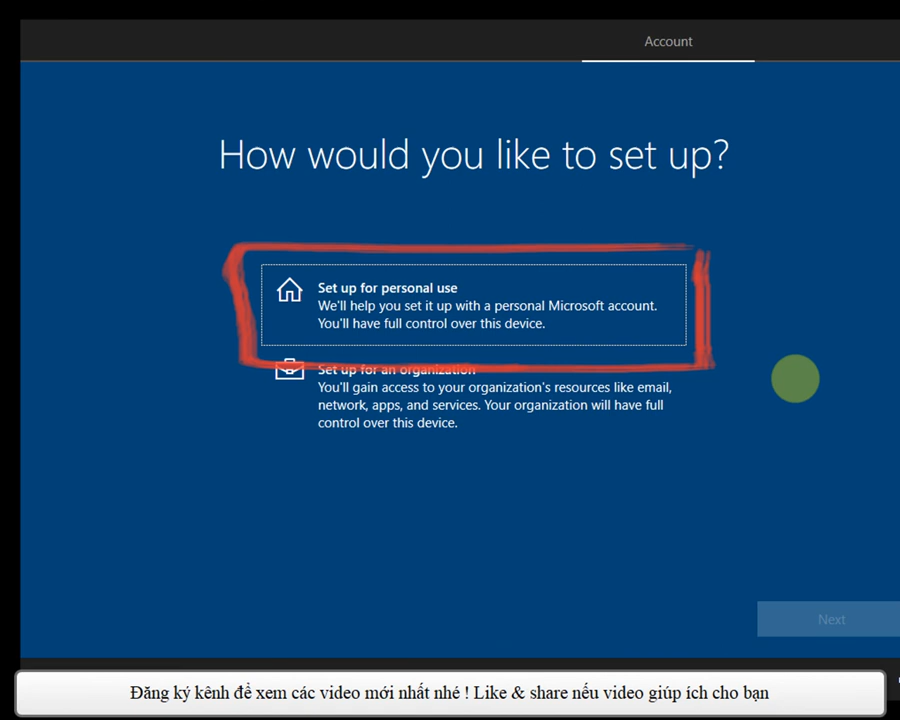 Account
How would you like to set up?
Set up for personal use
We'll help you set it up with a personal Microsoft account.
You'll have full control over this device.
Set up for an organization
You'll gain access to your organization's resources like email,
network, apps, and services. Your organization will have full
control over this device.
Next
Đăng ký kênh để xem các video mới nhất nhé ! Like & share nếu video giúp ích cho bạn